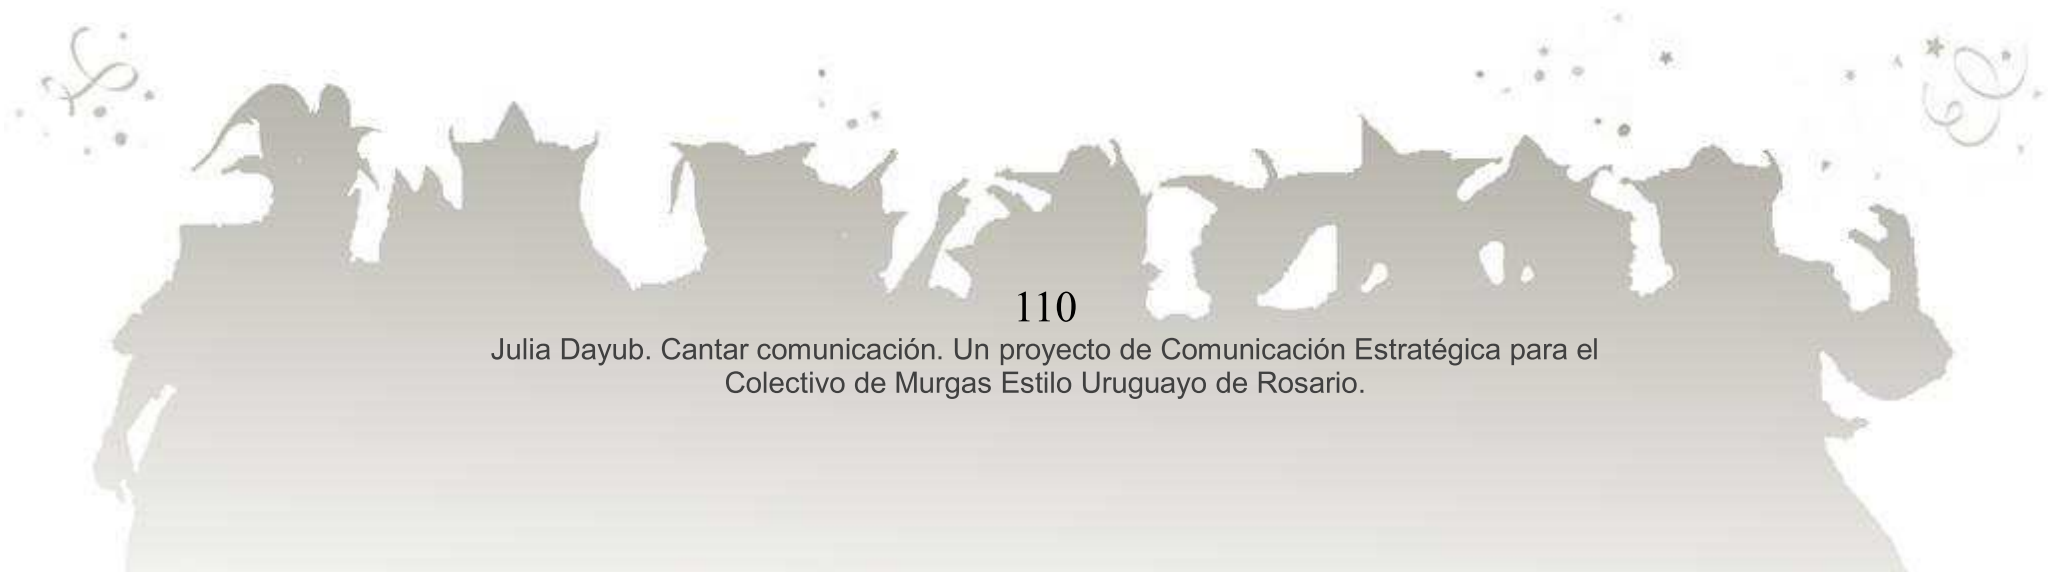 110
Julia Dayub. Cantar comunicación. Un proyecto de Comunicación Estratégica para el
Colectivo de Murgas Estilo Uruguayo de Rosario.